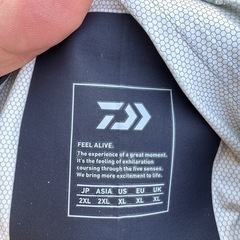 FEEL ALIVE.
The experience of a great moment.
It's the feeling of exhilaration
coursing through the five senses.
We bring more excitement to life.
JP ASIA US EU UK
2XL 2XL XL XL XL